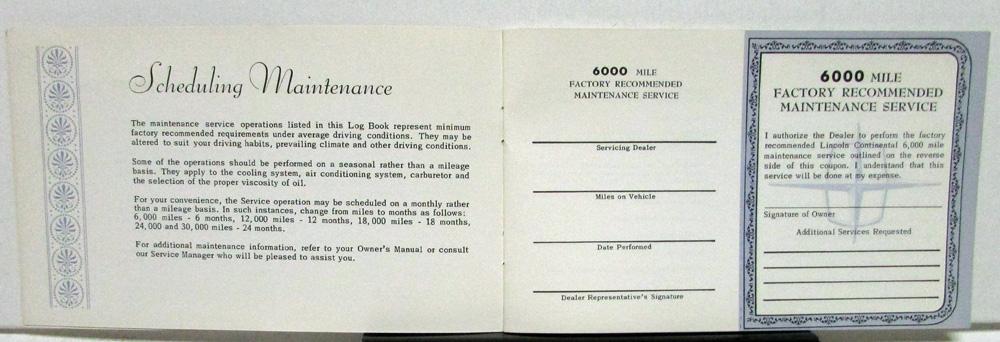 Scheduling Maintenance
The maintenance service operations listed in this Log Book represent minimum
factory recommended requirements under average driving conditions. They may be
altered to suit your driving habits, prevailing climate and other driving conditions.
Some of the operations should be performed on a seasonal rather than a mileage
basis. They apply to the cooling system, air conditioning system, carburetor and
the selection of the proper viscosity of oil.
For your convenience, the Service operation may be scheduled on a monthly rather
than a mileage basis. In such instances, change from miles to months as follows:
6,000 miles - 6 months, 12,000 miles - 12 months, 18,000 miles - 18 months,
24,000 and 30,000 miles - 24 months.
For additional maintenance information, refer to your Owner's Manual or consult
our Service Manager who will be pleased to assist you.
6000 MILE
FACTORY RECOMMENDED
MAINTENANCE SERVICE
Servicing Dealer
Miles on Vehicle
Date Performed
Dealer Representative's Signature
6000 MILE
FACTORY RECOMMENDED
MAINTENANCE SERVICE
I authorize the Dealer to perform the factory
recommended Lincoln Continental 6,000 mile
maintenance service outlined on the reverse
side of this coupon. I understand that this
service will be done at my expense.
Signature of Owner
Additional Services Requested